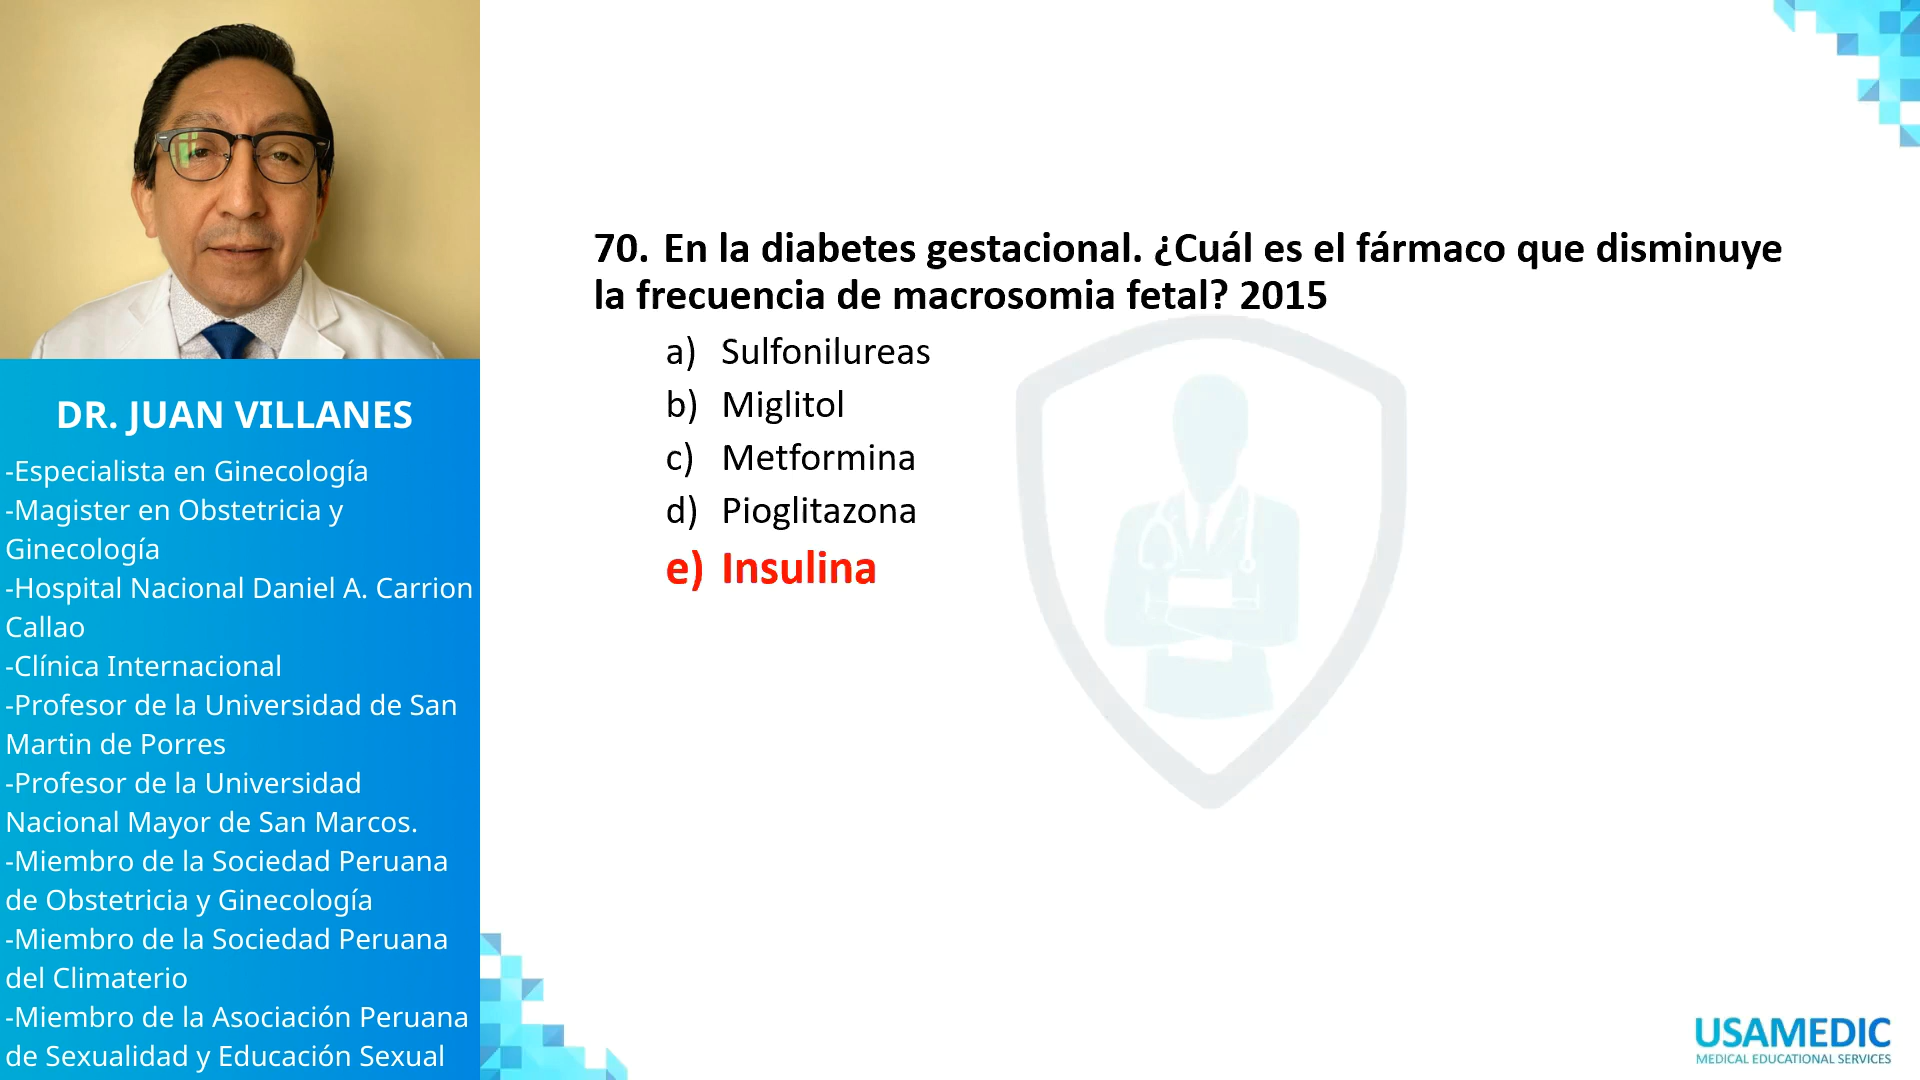 DR. JUAN VILLANES
-Especialista en Ginecología
-Magister en Obstetricia y
Ginecología
-Hospital Nacional Daniel A. Carrion
Callao
-Clínica Internacional
-Profesor de la Universidad de San
Martin de Porres
-Profesor de la Universidad
Nacional Mayor de San Marcos.
-Miembro de la Sociedad Peruana
de Obstetricia y Ginecología
-Miembro de la Sociedad Peruana
del Climaterio
-Miembro de la Asociación Peruana
de Sexualidad y Educación Sexual
70. En la diabetes gestacional. ¿Cuál es el fármaco que disminuye
la frecuencia de macrosomia fetal? 2015
a) Sulfonilureas
b) Miglitol
c) Metformina
d) Pioglitazona
e) Insulina
USAMEDIC
MEDICAL EDUCATIONAL SERVICES